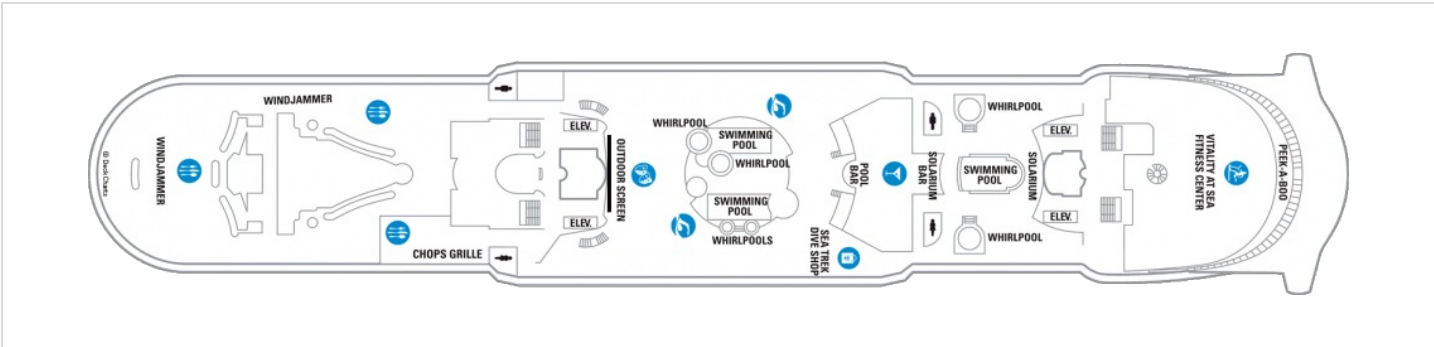 © DeckChartz
WINDJAMMER
WINDJAMMER
CHOPS GRILLE
ELEV.
ELEV.
OUTDOOR SCREEN
WHIRLPOOL
SWIMMING
POOL
WHIRLPOOL
SWIMMING
POOL
WHIRLPOOLS
SEA TREK
DIVE SHOP
POOL
BAR
SOLARIUM
BAR
WHIRLPOOL
SWIMMING
POOL
WHIRLPOOL
SOLARIUM
ELEV.
ELEV.
VITALITY AT SEA
FITNESS CENTER
PEEK-A-BOO